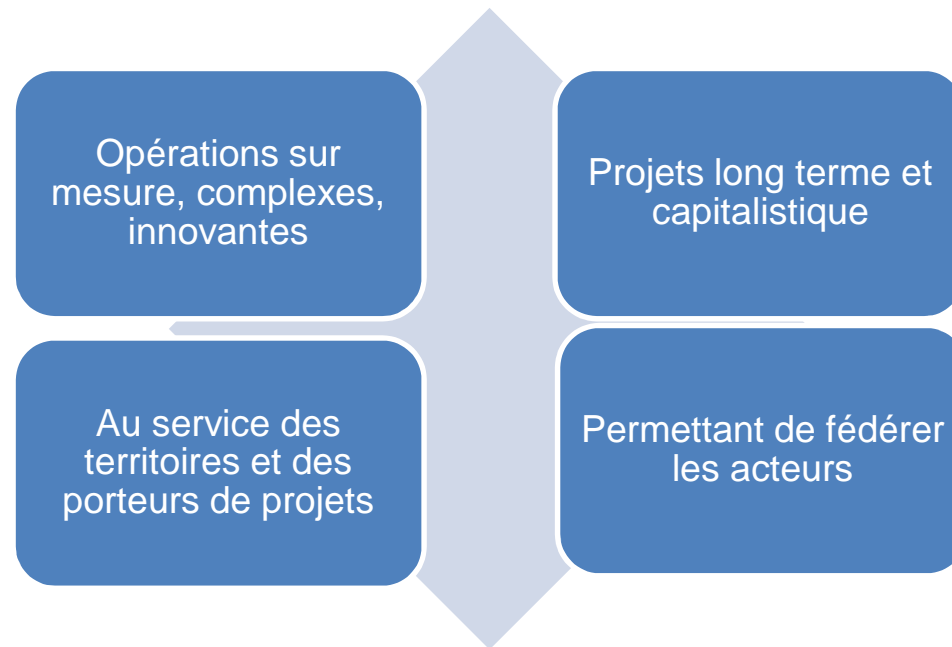 Opérations sur
mesure, complexes,
innovantes
Projets long terme et
capitalistique
Au service des
territoires et des
porteurs de projets
Permettant de fédérer
les acteurs